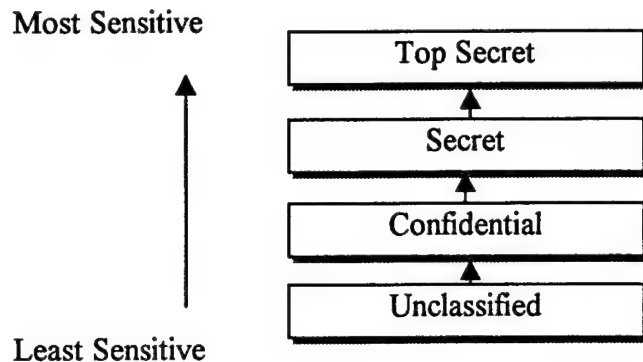 Most Sensitive
Top Secret
Secret
Confidential
Unclassified
Least Sensitive